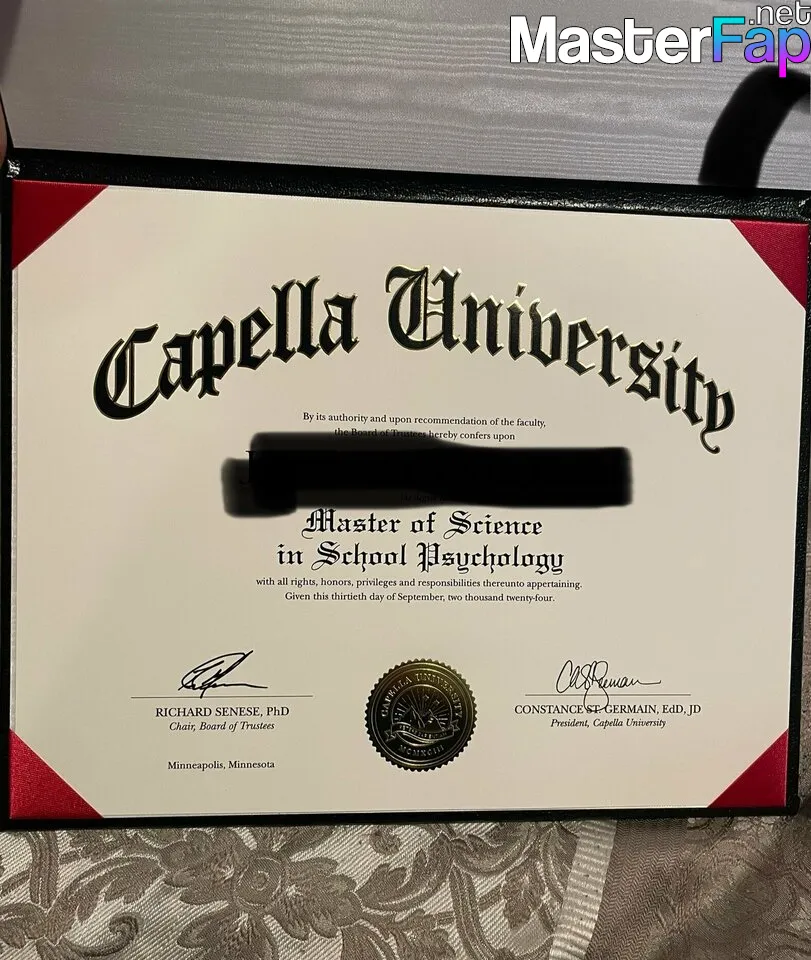 MasterFap.net
Capella University
By its authority and upon recommendation of the faculty,
the Board of Trustees hereby confers upon
Master of Science
in School Psychology
with all rights, honors, privileges and responsibilities thereunto appertaining.
Given this thirtieth day of September, two thousand twenty-four.
RICHARD SENESE, PhD
Chair, Board of Trustees
CONSTANCE ST. GERMAIN, EdD, JD
President, Capella University
Minneapolis, Minnesota
CAPELLA UNIVERSITY
MCMXCIII